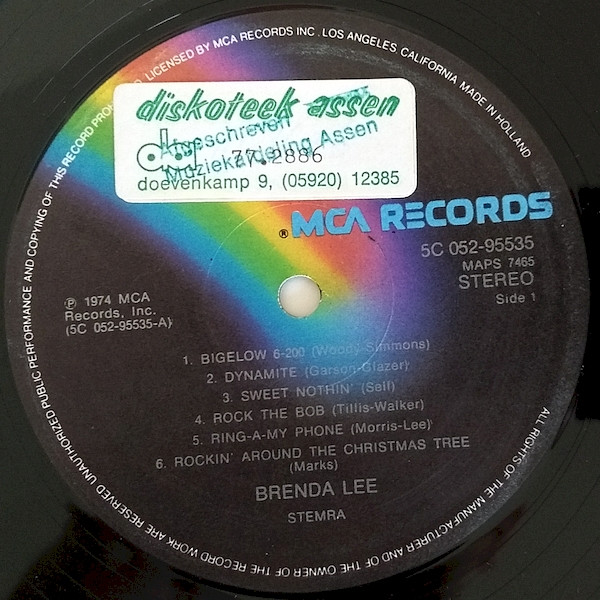 LICENSED BY MCA RECORDS INC. LOS ANGELES, CALIFORNIA MADE IN HOLLAND
diskoteek assen
Afgeschreven
da 77.2886
Muziekafdeling Assen
doevenkamp 9, (05920) 12385
®MCA RECORDS
5C 052-95535
MAPS 7465
STEREO
Side 1
℗ 1974 MCA
Records, Inc.
(5C 052-95535-A)
1. BIGELOW 6-200 (Woody-Simmons)
2. DYNAMITE (Garson-Glazer)
3. SWEET NOTHIN' (Self)
4. ROCK THE BOB (Tillis-Walker)
5. RING-A-MY PHONE (Morris-Lee)
6. ROCKIN' AROUND THE CHRISTMAS TREE
(Marks)
BRENDA LEE
STEMRA
ALL RIGHTS OF THE MANUFACTURER AND OF THE OWNER OF THE RECORD WORK ARE RESERVED UNAUTHORIZED PUBLIC PERFORMANCE AND COPYING OF THIS RECORD